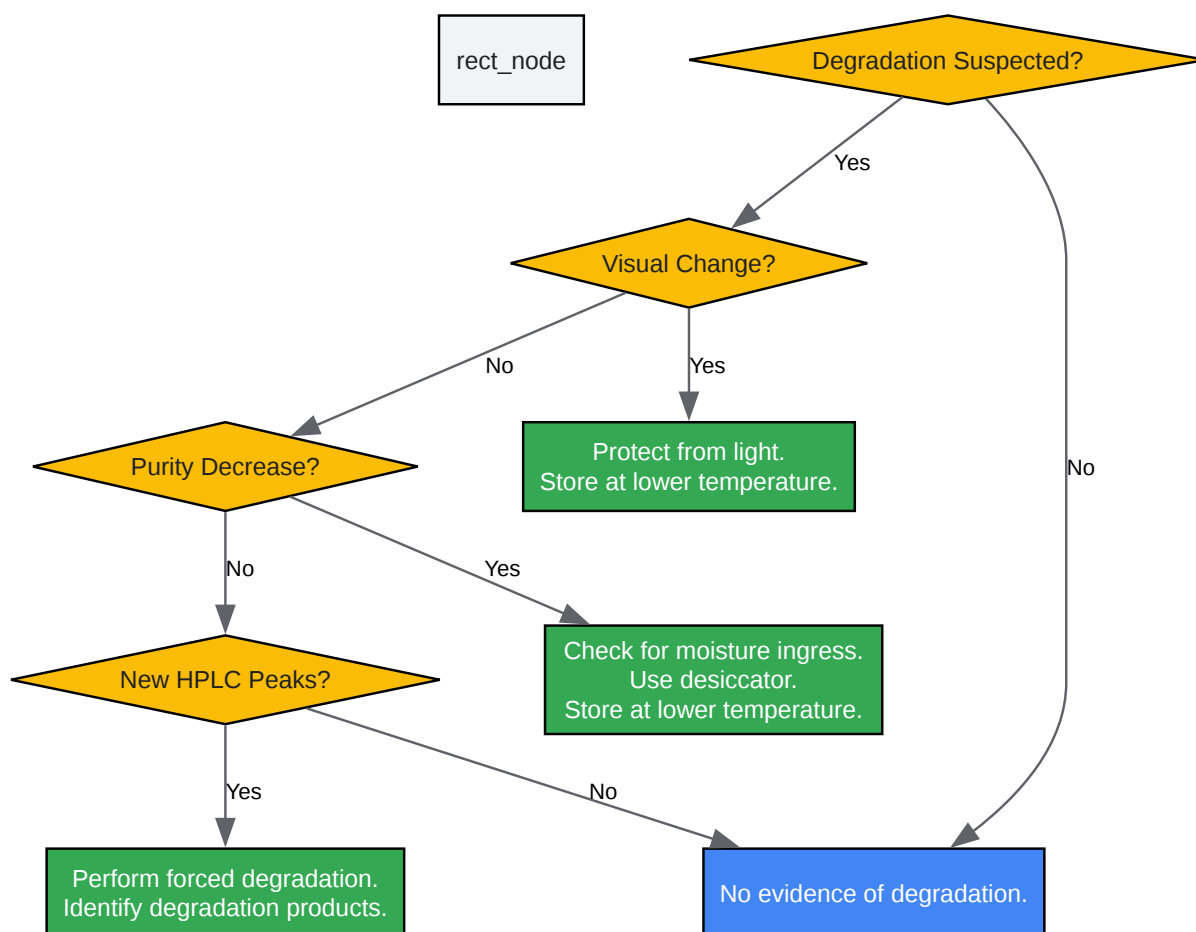 rect_node
Degradation Suspected?
Yes
Visual Change?
No
Yes
No
Purity Decrease?
Protect from light.
Store at lower temperature.
No
Yes
New HPLC Peaks?
Check for moisture ingress.
Use desiccator.
Store at lower temperature.
Yes
No
Perform forced degradation.
Identify degradation products.
No evidence of degradation.